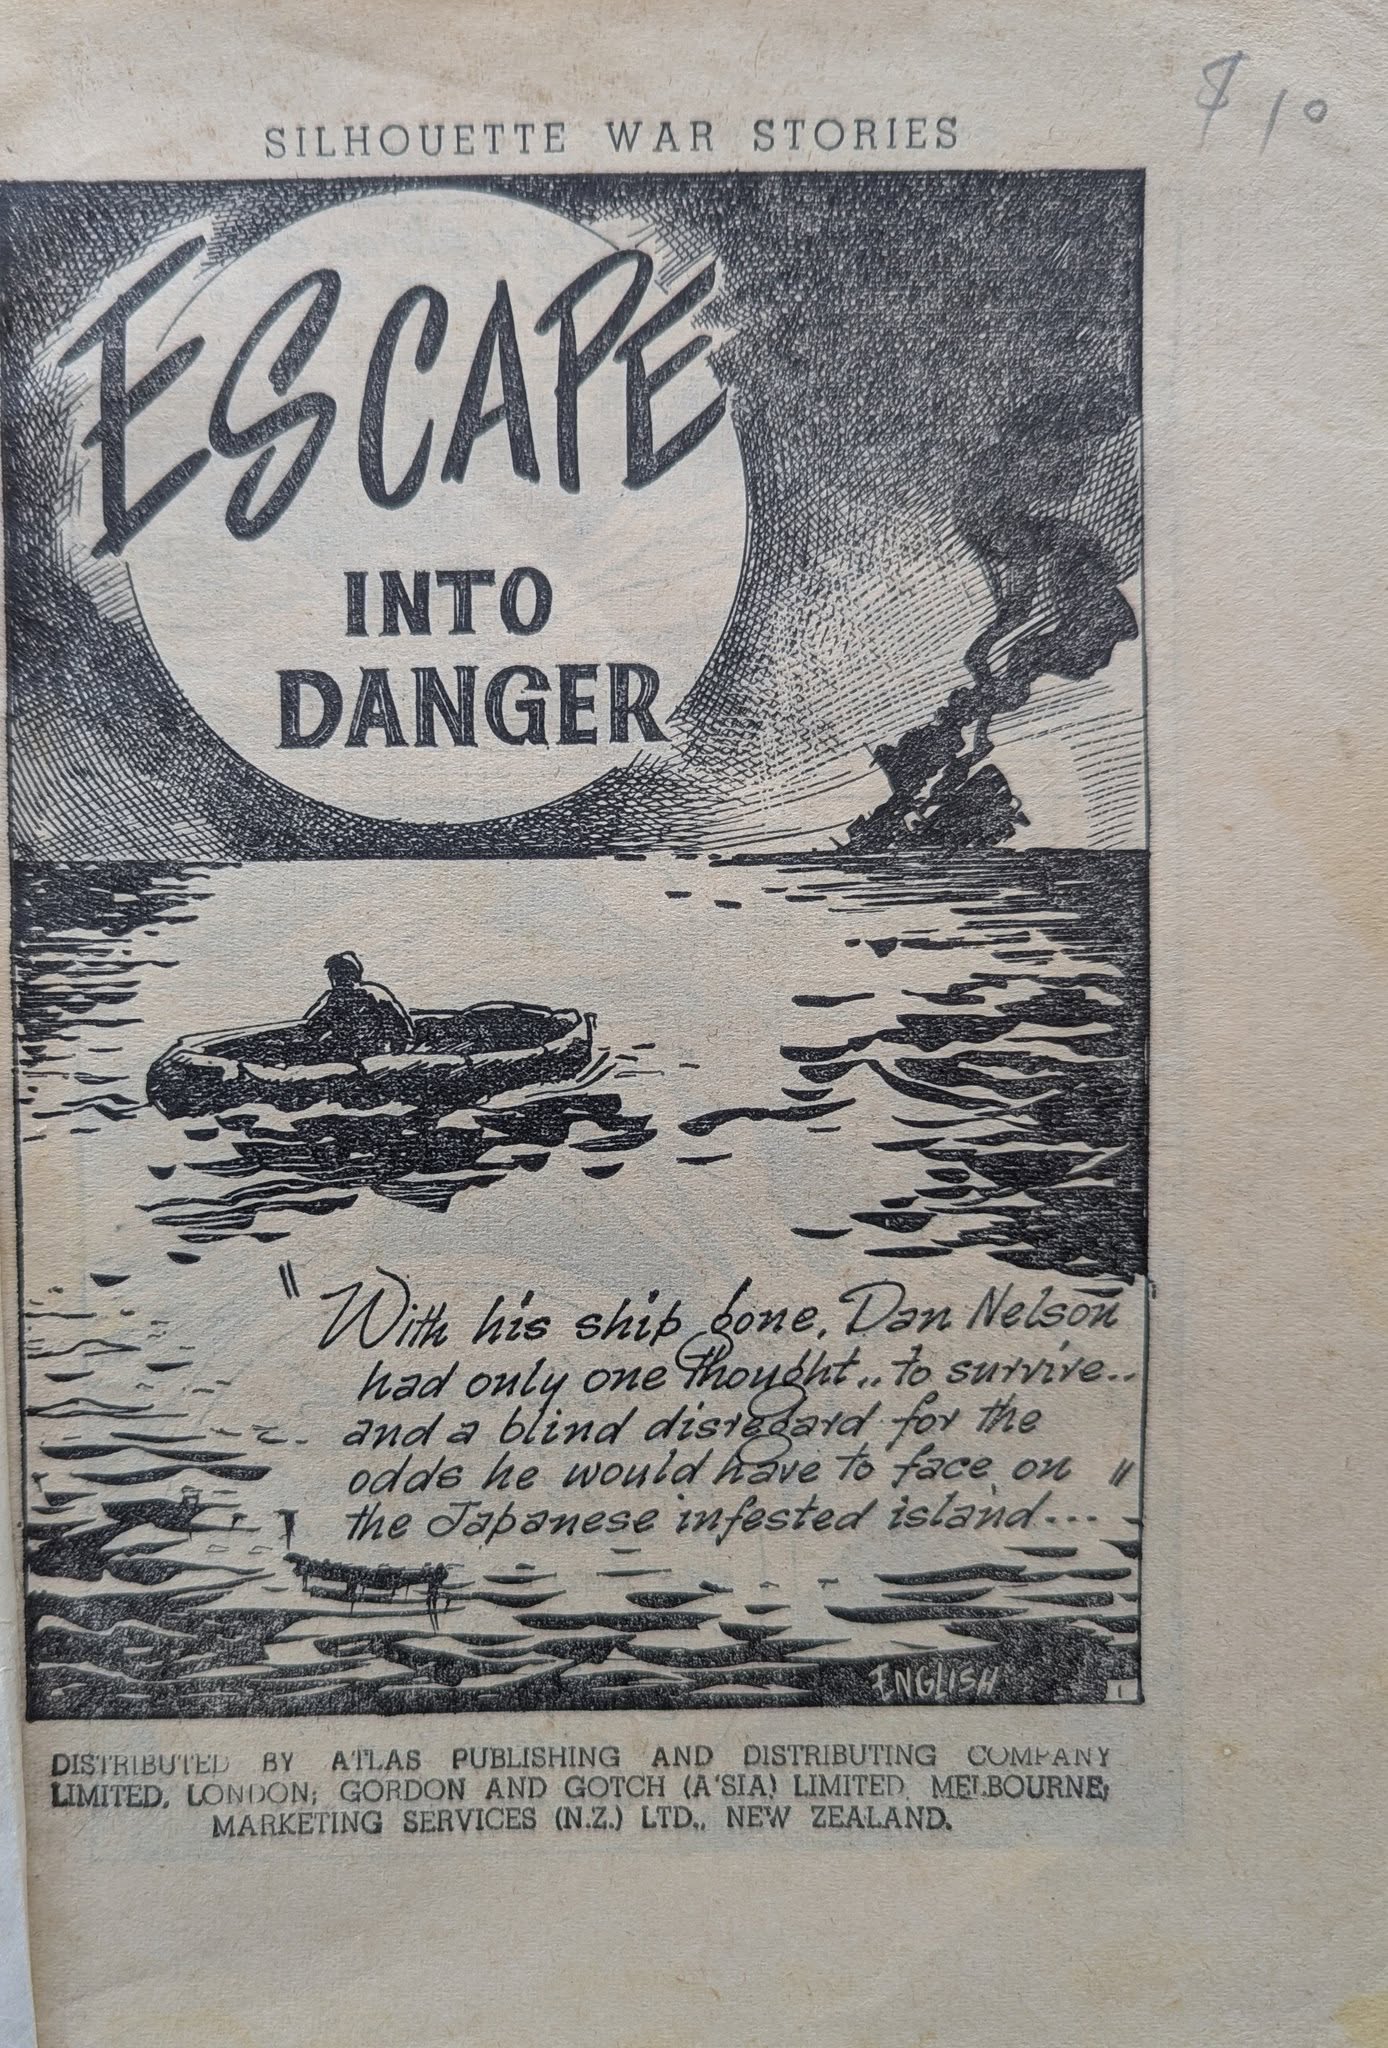 $10
SILHOUETTE WAR STORIES
ESCAPE
INTO
DANGER
" With his ship gone, Dan Nelson
had only one thought .. to survive..
and a blind disregard for the
odds he would have to face on "
the Japanese infested island...
ENGLISH
1
DISTRIBUTED BY ATLAS PUBLISHING AND DISTRIBUTING COMPANY
LIMITED, LONDON; GORDON AND GOTCH (A'SIA) LIMITED, MELBOURNE;
MARKETING SERVICES (N.Z.) LTD., NEW ZEALAND.